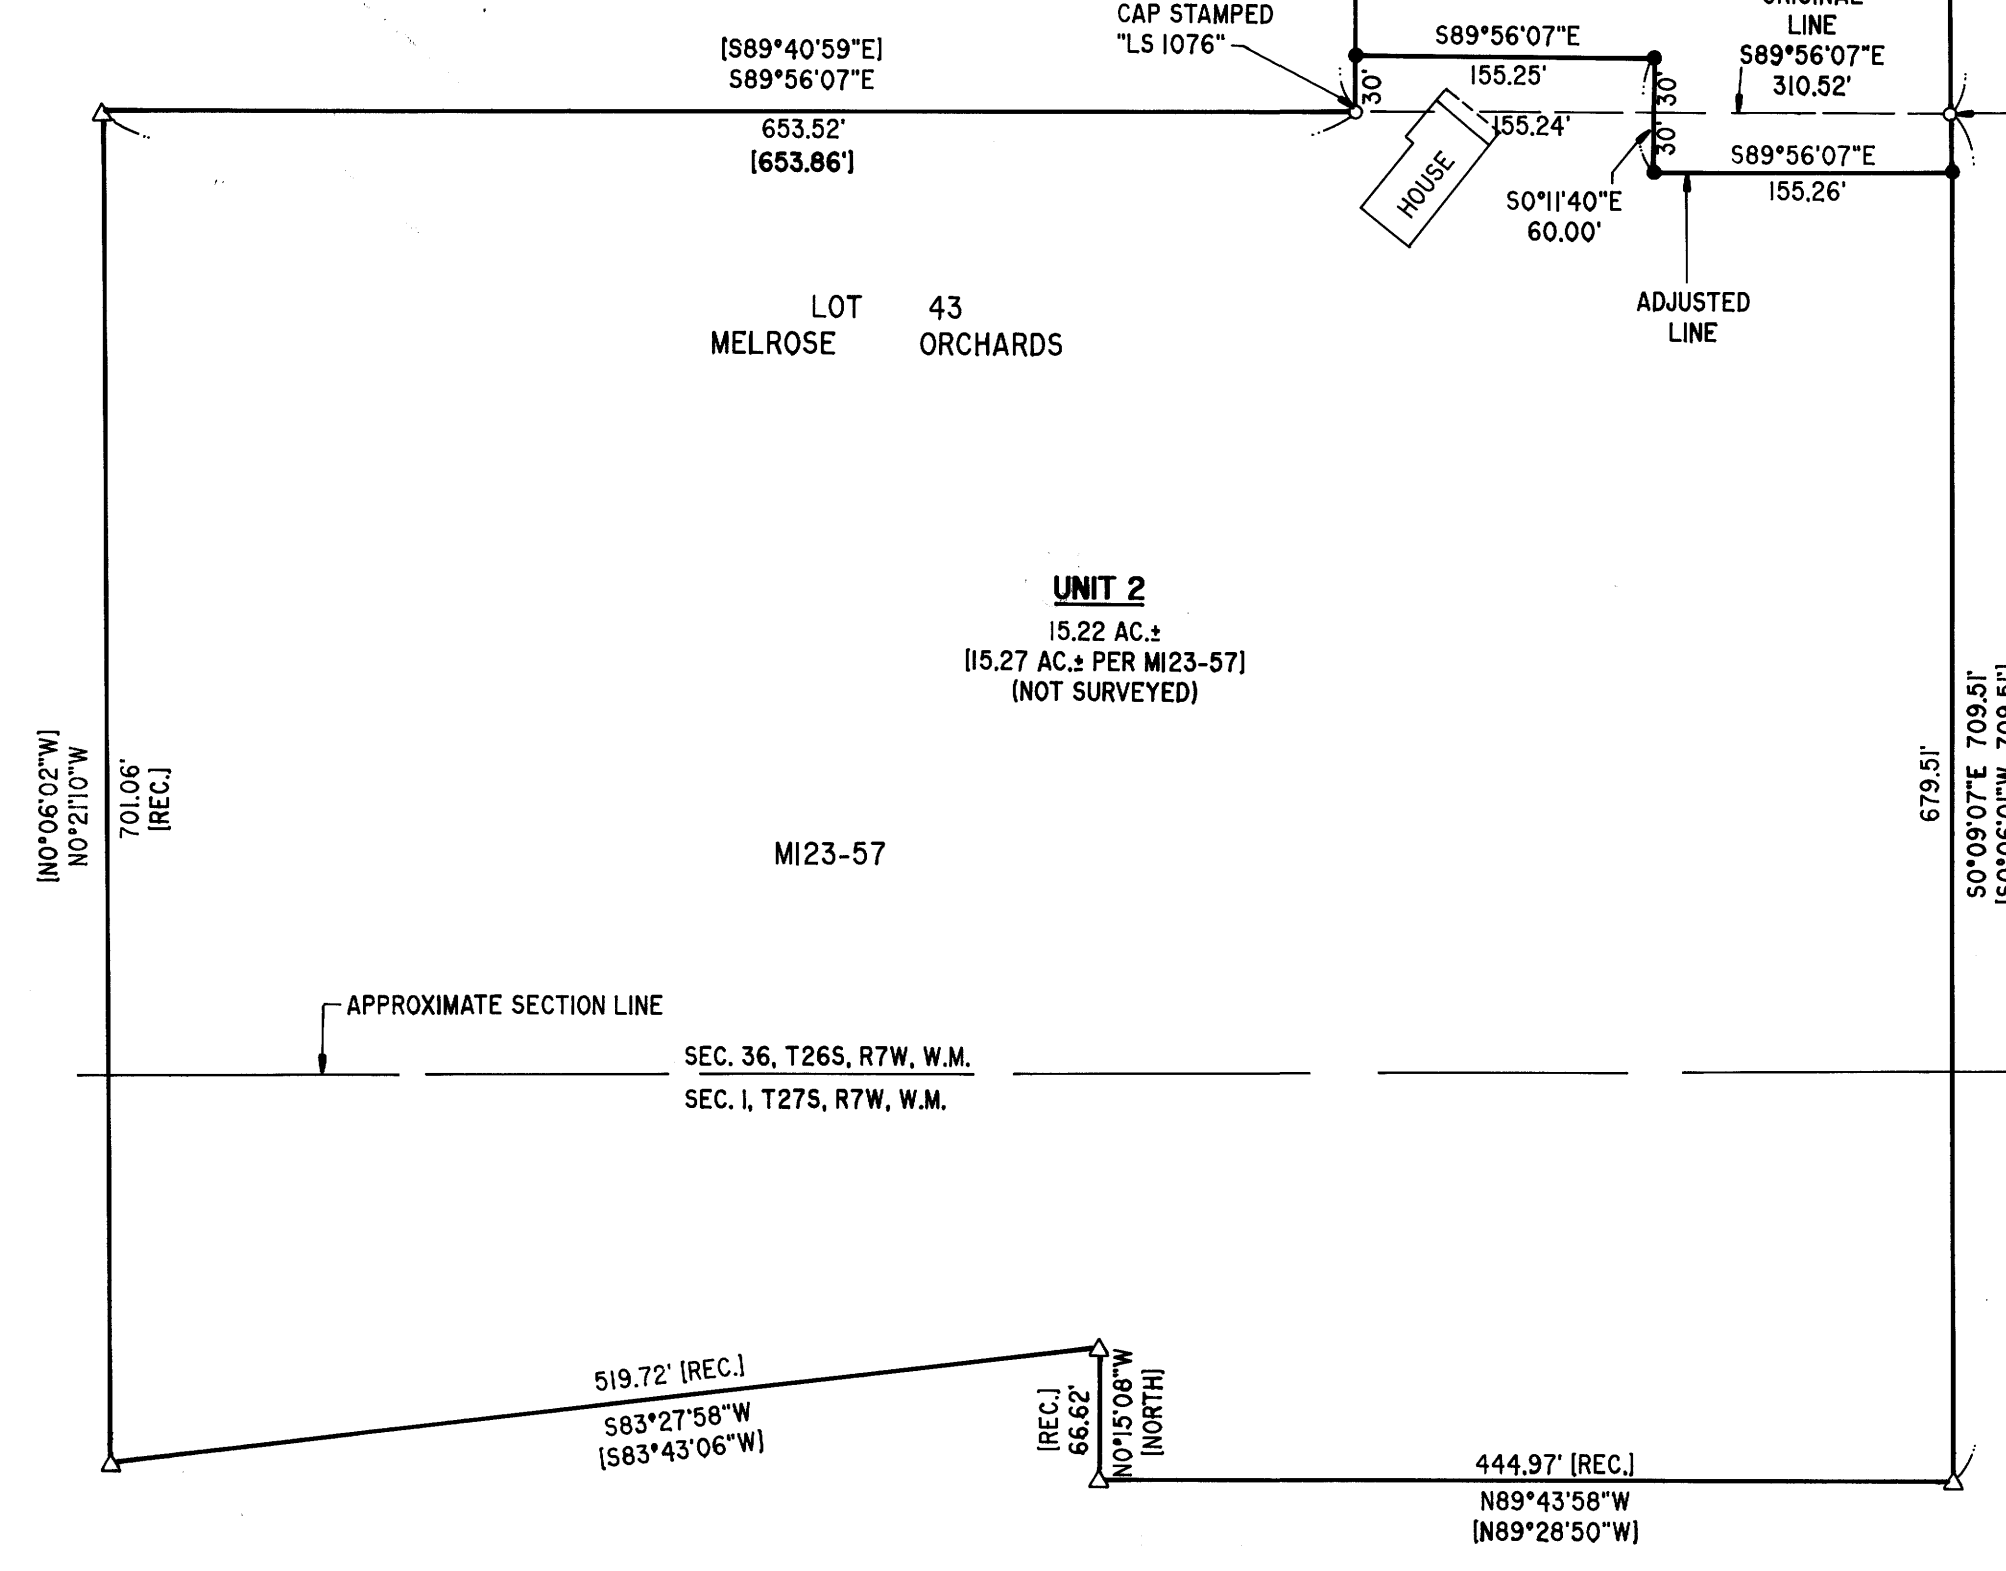 CAP STAMPED
"LS 1076"
[S89°40'59"E]
S89°56'07"E
653.52'
[653.86']
S89°56'07"E
155.25'
30'
30'
30'
155.24'
ORIGINAL
LINE
S89°56'07"E
310.52'
S89°56'07"E
155.26'
S0°11'40"E
60.00'
HOUSE
ADJUSTED
LINE
LOT 43
MELROSE ORCHARDS
UNIT 2
15.22 AC.±
[15.27 AC.± PER M123-57]
(NOT SURVEYED)
[N0°06'02"W]
N0°21'10"W
701.06'
[REC.]
679.51'
S0°09'07"E 709.51'
[S0°06'01"W 709.51']
M123-57
APPROXIMATE SECTION LINE
SEC. 36, T26S, R7W, W.M.
SEC. 1, T27S, R7W, W.M.
519.72' [REC.]
S83°27'58"W
[S83°43'06"W]
[REC.]
66.62'
N0°15'08"W
[NORTH]
444.97' [REC.]
N89°43'58"W
[N89°28'50"W]